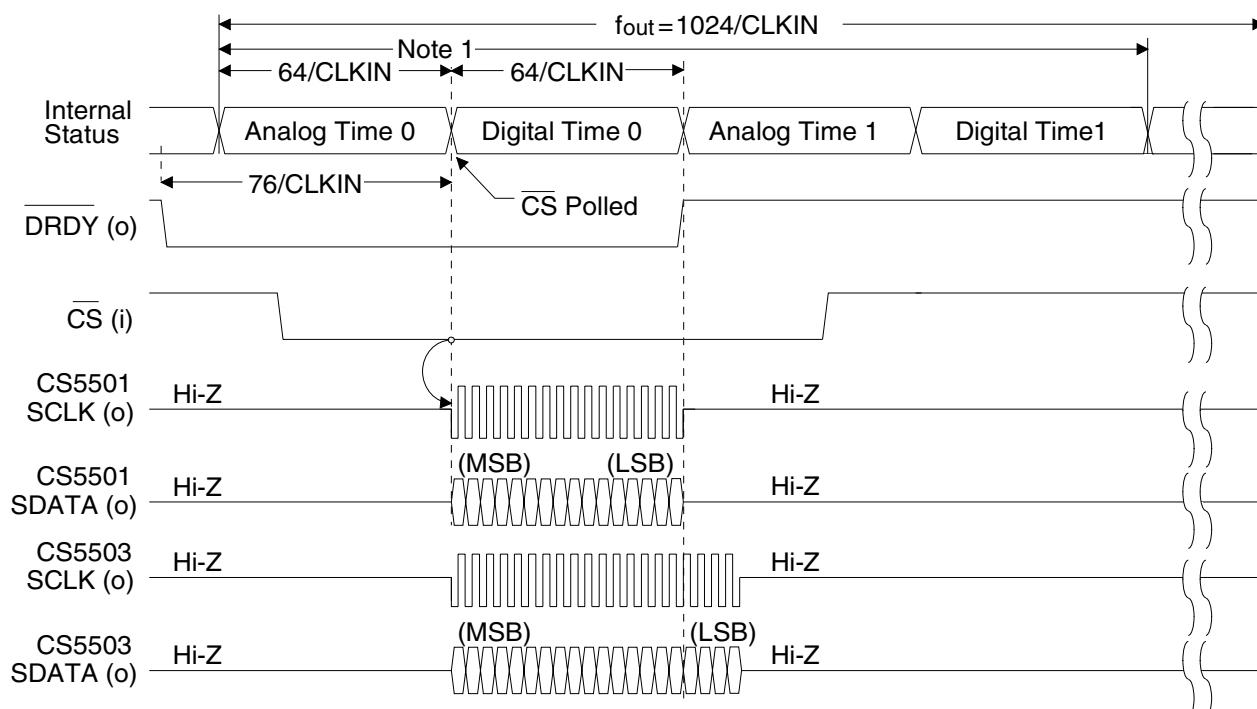 fout=1024/CLKIN
Note 1
64/CLKIN 64/CLKIN
Internal
Status
Analog Time 0 Digital Time 0 Analog Time 1 Digital Time1
76/CLKIN
CS Polled
DRDY (o)
CS (i)
CS5501
SCLK (o)
Hi-Z Hi-Z
CS5501
SDATA (o)
Hi-Z (MSB) (LSB) Hi-Z
CS5503
SCLK (o)
Hi-Z Hi-Z
CS5503
SDATA (o)
Hi-Z (MSB) (LSB) Hi-Z